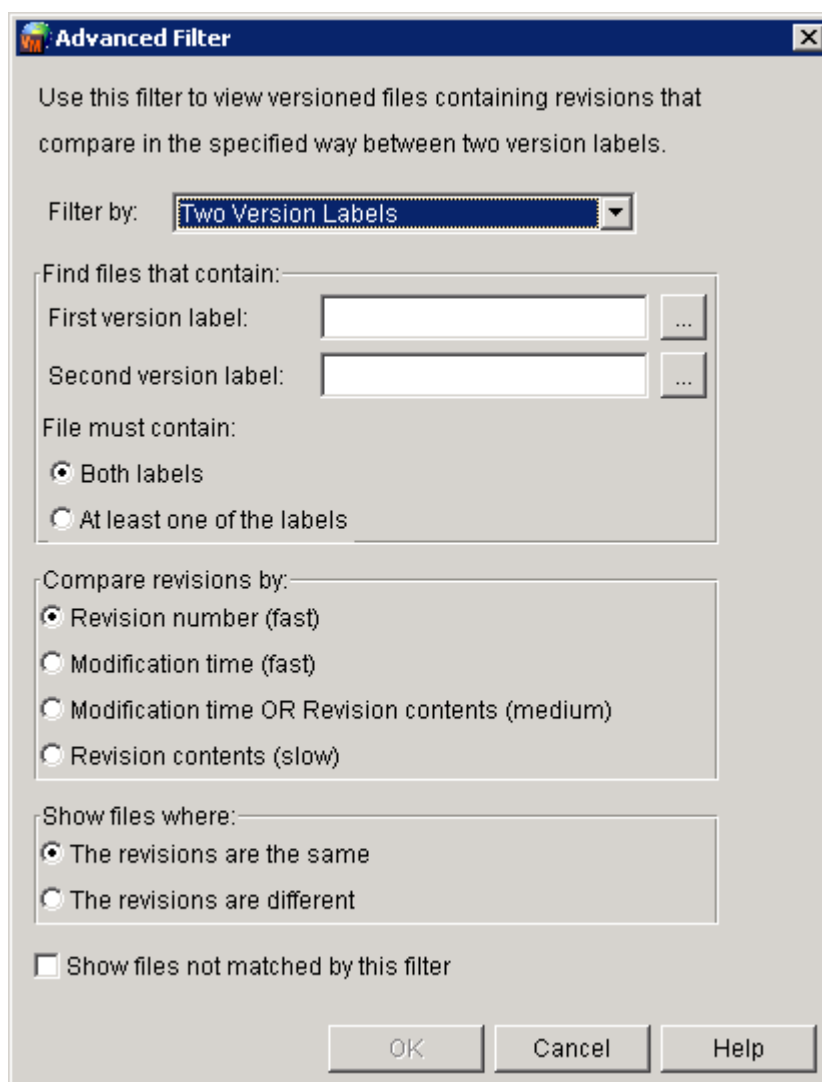 Advanced Filter
Use this filter to view versioned files containing revisions that
compare in the specified way between two version labels.
Filter by: Two Version Labels
Find files that contain:
First version label: ...
Second version label: ...
File must contain:
Both labels
At least one of the labels
Compare revisions by:
Revision number (fast)
Modification time (fast)
Modification time OR Revision contents (medium)
Revision contents (slow)
Show files where:
The revisions are the same
The revisions are different
Show files not matched by this filter
OK Cancel Help